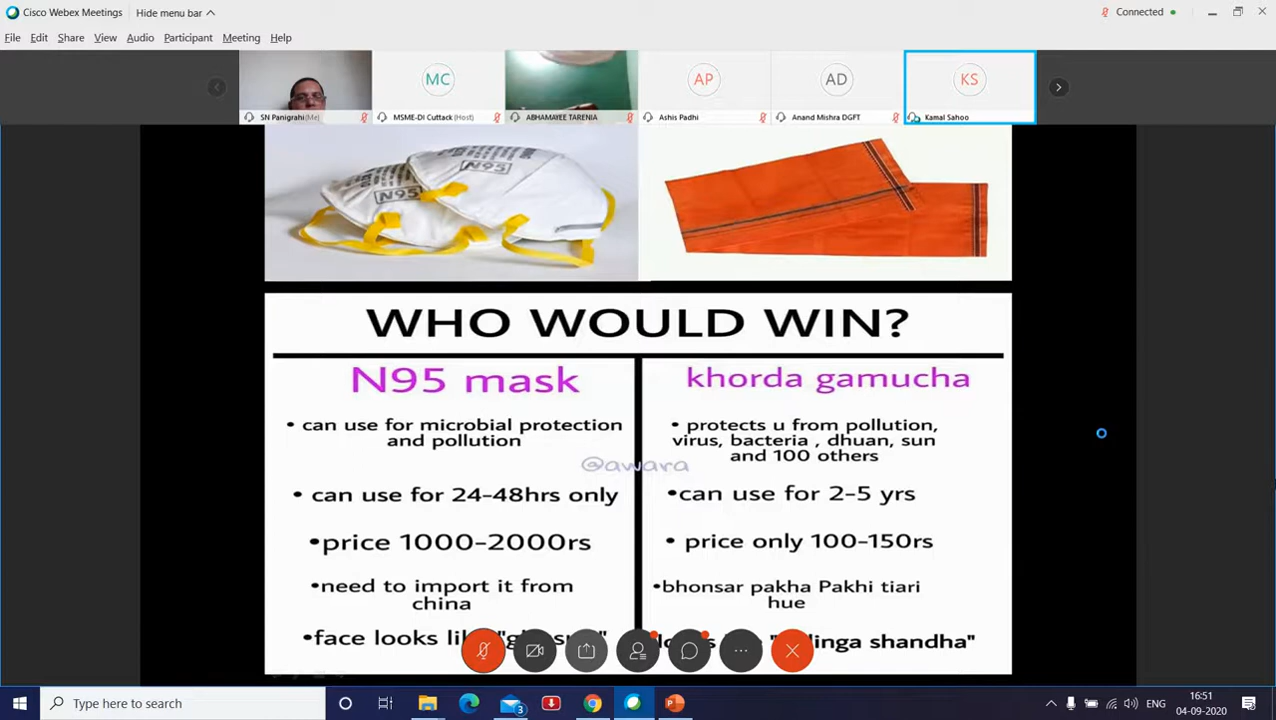 Cisco Webex Meetings
Hide menu bar
Connected
File Edit Share View Audio Participant Meeting Help
MC
AP
AD
KS
SN Panigrahi(Me)
MSME-DI Cuttack (Host)
ABHAMAYEE TARENIA
Ashis Padhi
Anand Mishra DGFT
Kamal Sahoo
N95
N95
WHO WOULD WIN?
N95 mask
• can use for microbial protection
and pollution
• can use for 24-48hrs only
•price 1000-2000rs
•need to import it from
china
•face looks
khorda gamucha
• protects u from pollution,
virus, bacteria , dhuan, sun
and 100 others
•can use for 2-5 yrs
• price only 100-150rs
•bhonsar pakha Pakhi tiari
hue
shandha"
@awara
Type here to search
3
ENG
16:51
04-09-2020